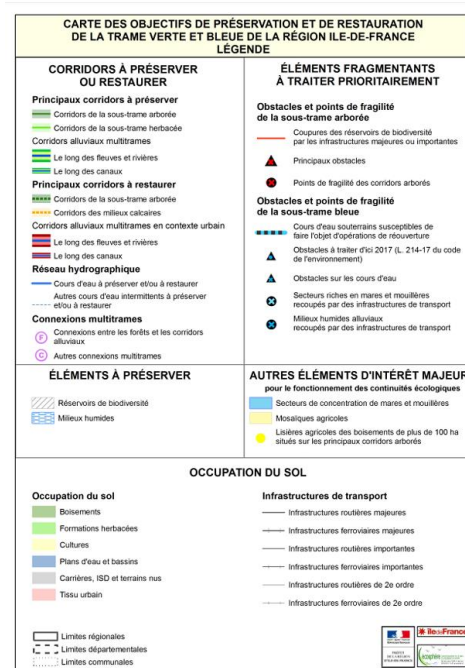 CARTE DES OBJECTIFS DE PRÉSERVATION ET DE RESTAURATION
DE LA TRAME VERTE ET BLEUE DE LA RÉGION ILE-DE-FRANCE
LÉGENDE
CORRIDORS À PRÉSERVER
OU RESTAURER
Principaux corridors à préserver
Corridors de la sous-trame arborée
Corridors de la sous-trame herbacée
Corridors alluviaux multitrames
Le long des fleuves et rivières
Le long des canaux
Principaux corridors à restaurer
Corridors de la sous-trame arborée
Corridors des milieux calcaires
Corridors alluviaux multitrames en contexte urbain
Le long des fleuves et rivières
Le long des canaux
Réseau hydrographique
Cours d'eau à préserver et/ou à restaurer
Autres cours d'eau intermittents à préserver
et/ou à restaurer
Connexions multitrames
F
Connexions entre les forêts et les corridors
alluviaux
C
Autres connexions multitrames
ÉLÉMENTS FRAGMENTANTS
À TRAITER PRIORITAIREMENT
Obstacles et points de fragilité
de la sous-trame arborée
Coupures des réservoirs de biodiversité
par les infrastructures majeures ou importantes
Principaux obstacles
Points de fragilité des corridors arborés
Obstacles et points de fragilité
de la sous-trame bleue
Cours d'eau souterrains susceptibles de
faire l'objet d'opérations de réouverture
Obstacles à traiter d'ici 2017 (L. 214-17 du code
de l'environnement)
Obstacles sur les cours d'eau
Secteurs riches en mares et mouillères
recoupés par des infrastructures de transport
Milieux humides alluviaux
recoupés par des infrastructures de transport
ÉLÉMENTS À PRÉSERVER
Réservoirs de biodiversité
Milieux humides
AUTRES ÉLÉMENTS D'INTÉRÊT MAJEUR
pour le fonctionnement des continuités écologiques
Secteurs de concentration de mares et mouillères
Mosaïques agricoles
Lisières agricoles des boisements de plus de 100 ha
situés sur les principaux corridors arborés
OCCUPATION DU SOL
Occupation du sol
Boisements
Formations herbacées
Cultures
Plans d'eau et bassins
Carrières, ISD et terrains nus
Tissu urbain
Infrastructures de transport
Infrastructures routières majeures
Infrastructures ferroviaires majeures
Infrastructures routières importantes
Infrastructures ferroviaires importantes
Infrastructures routières de 2e ordre
Infrastructures ferroviaires de 2e ordre
Limites régionales
Limites départementales
Limites communales
île de France